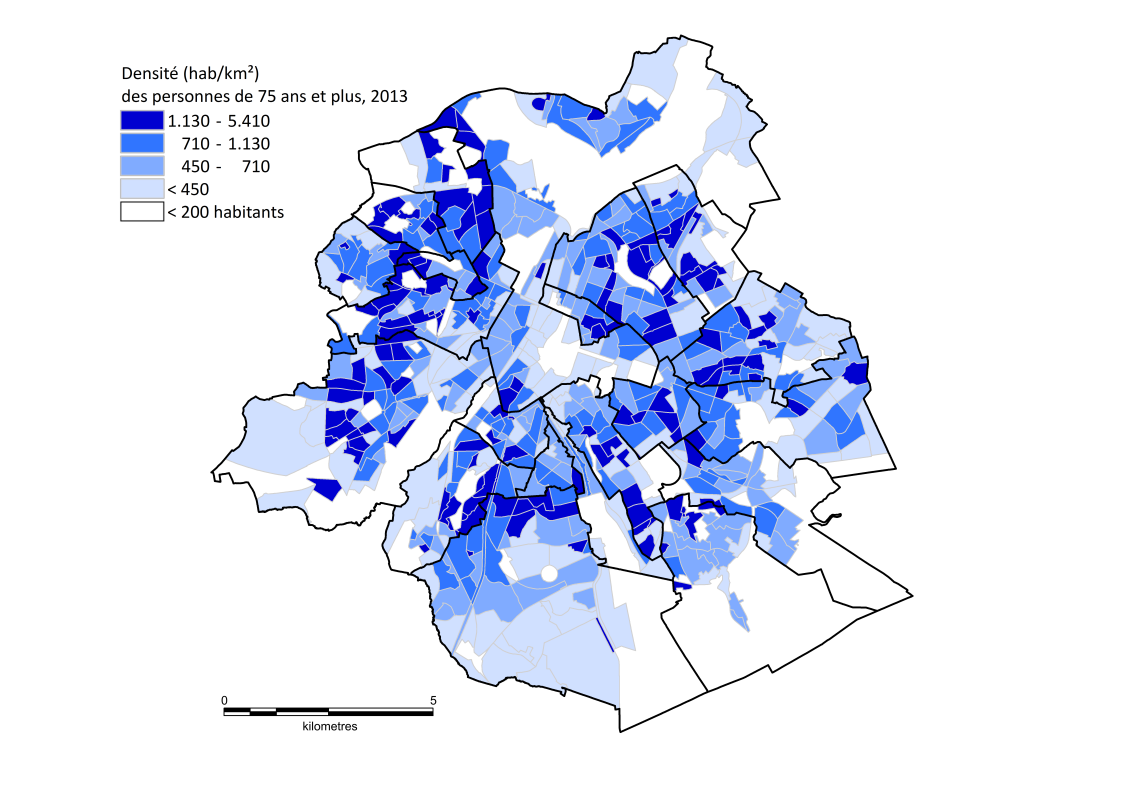 Densité (hab/km²)
des personnes de 75 ans et plus, 2013
1.130 - 5.410
710 - 1.130
450 - 710
< 450
< 200 habitants
0 5
kilometres